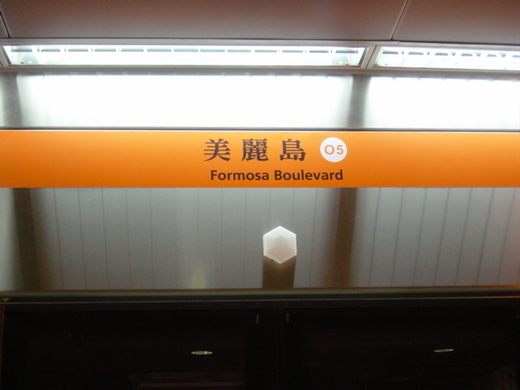 美麗島 O5
Formosa Boulevard